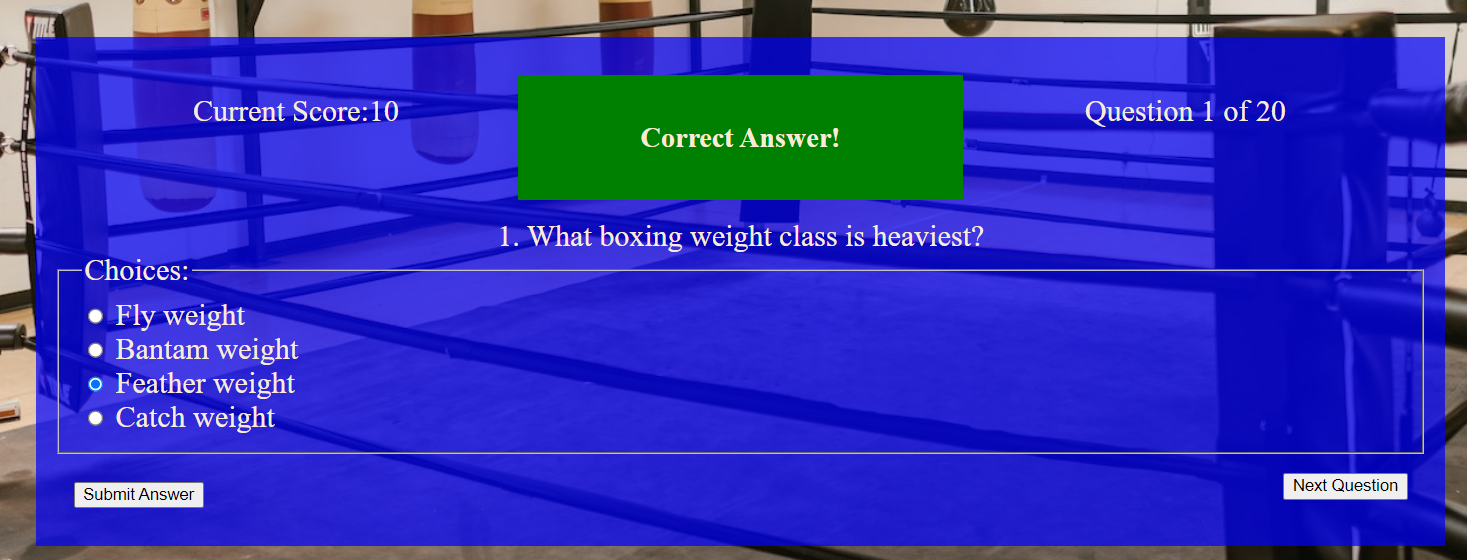 Current Score:10
Correct Answer!
Question 1 of 20
1. What boxing weight class is heaviest?
Choices:
Fly weight
Bantam weight
Feather weight
Catch weight
Submit Answer
Next Question